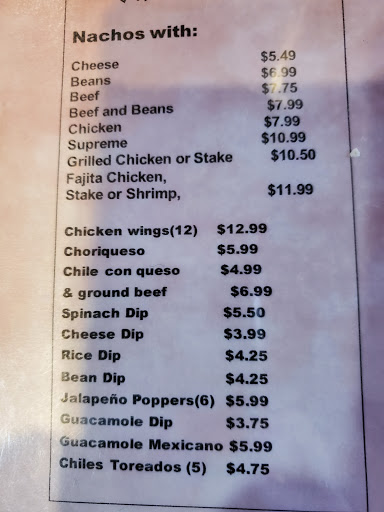 Nachos with:
Cheese $5.49
Beans $6.99
Beef $7.75
Beef and Beans $7.99
Chicken $7.99
Supreme $10.99
Grilled Chicken or Stake $10.50
Fajita Chicken,
Stake or Shrimp, $11.99
Chicken wings(12) $12.99
Choriqueso $5.99
Chile con queso $4.99
& ground beef $6.99
Spinach Dip $5.50
Cheese Dip $3.99
Rice Dip $4.25
Bean Dip $4.25
Jalapeño Poppers(6) $5.99
Guacamole Dip $3.75
Guacamole Mexicano $5.99
Chiles Toreados (5) $4.75